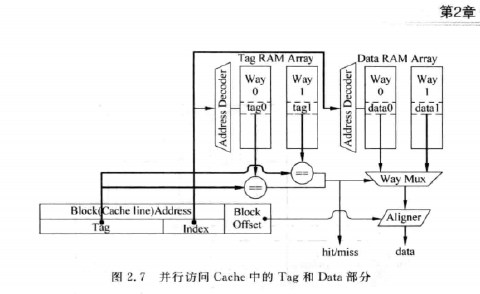 第2章
Tag RAM Array
Data RAM Array
Address Decoder
Way
0
Way
1
tag0
tag1
Address Decoder
Way
0
Way
1
data0
data1
==
==
Way Mux
Block(Cache line)Address
Block
Offset
Tag
Index
Aligner
hit/miss
data
图 2.7 并行访问 Cache 中的 Tag 和 Data 部分